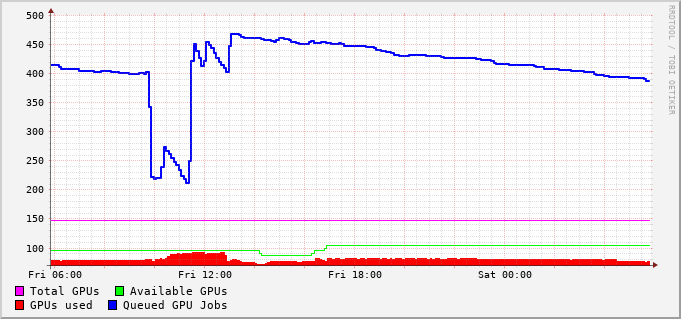 500
450
400
350
300
250
200
150
100
Fri 06:00 Fri 12:00 Fri 18:00 Sat 00:00
Total GPUs Available GPUs
GPUs used Queued GPU Jobs
RRDTOOL / TOBI OETIKER